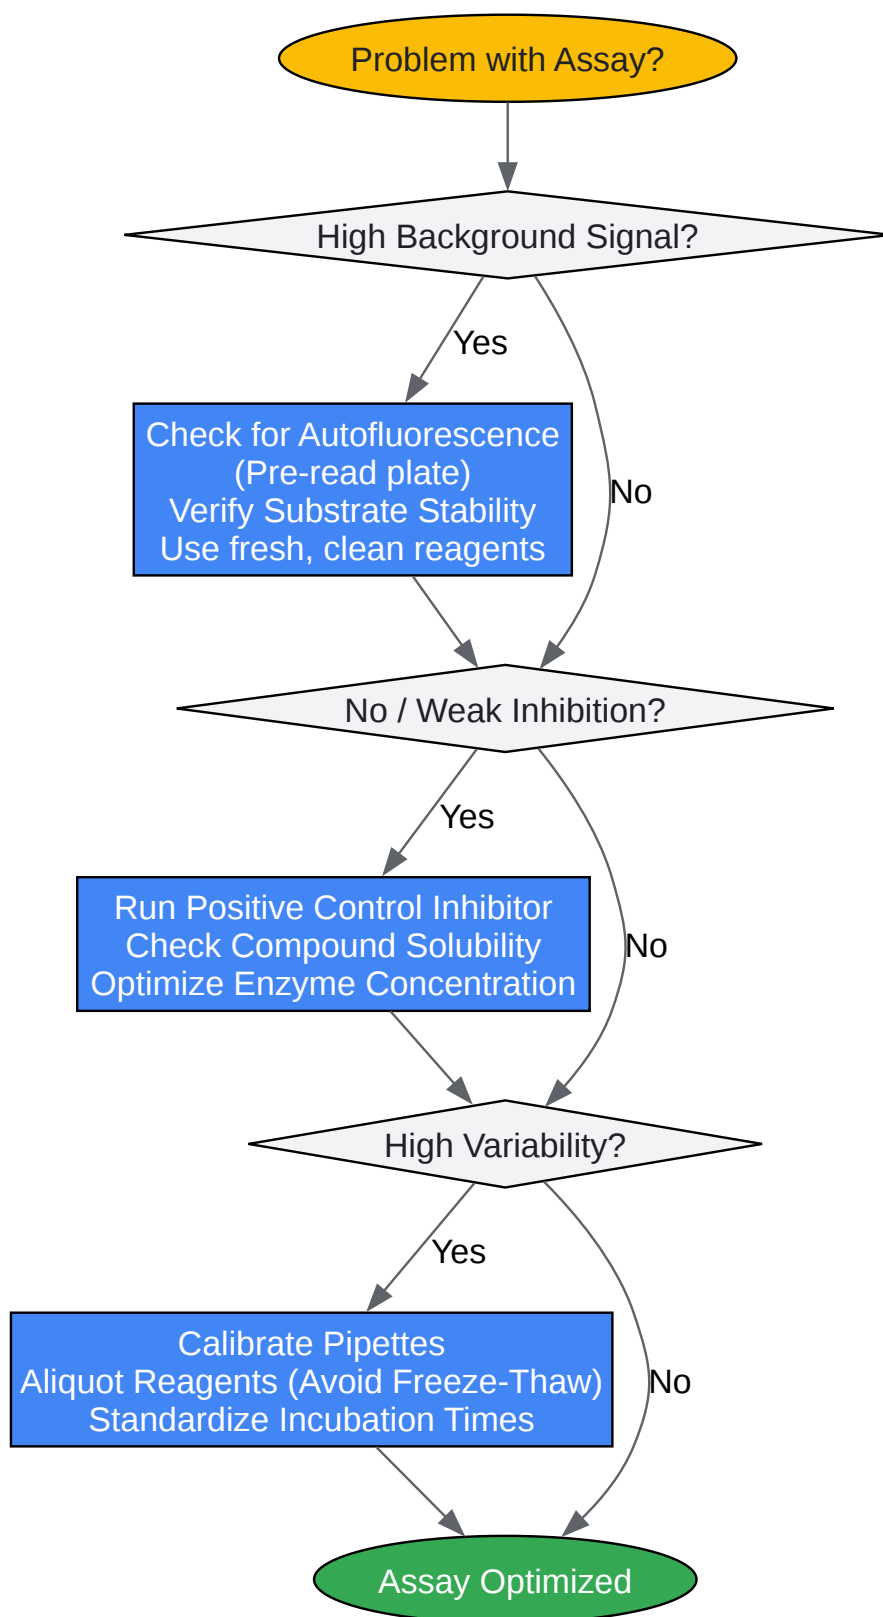 Problem with Assay?
High Background Signal?
Yes
Check for Autofluorescence
(Pre-read plate)
Verify Substrate Stability
Use fresh, clean reagents
No
No / Weak Inhibition?
Yes
Run Positive Control Inhibitor
Check Compound Solubility
Optimize Enzyme Concentration
No
High Variability?
Yes
Calibrate Pipettes
Aliquot Reagents (Avoid Freeze-Thaw)
Standardize Incubation Times
No
Assay Optimized